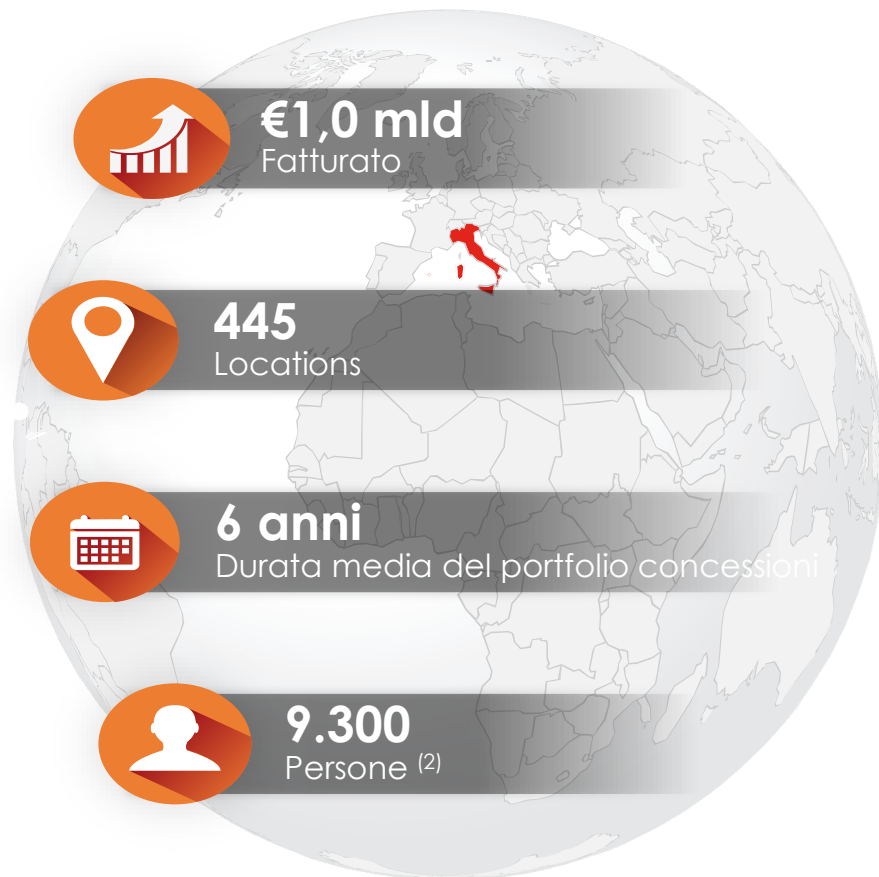 €1,0 mld
Fatturato
445
Locations
6 anni
Durata media del portfolio concessioni
9.300
Persone (2)